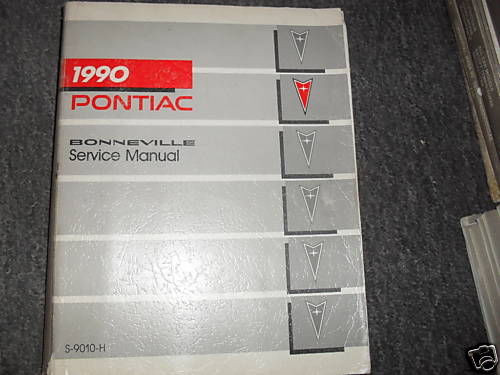 1990
PONTIAC
BONNEVILLE
Service Manual
S-9010-H